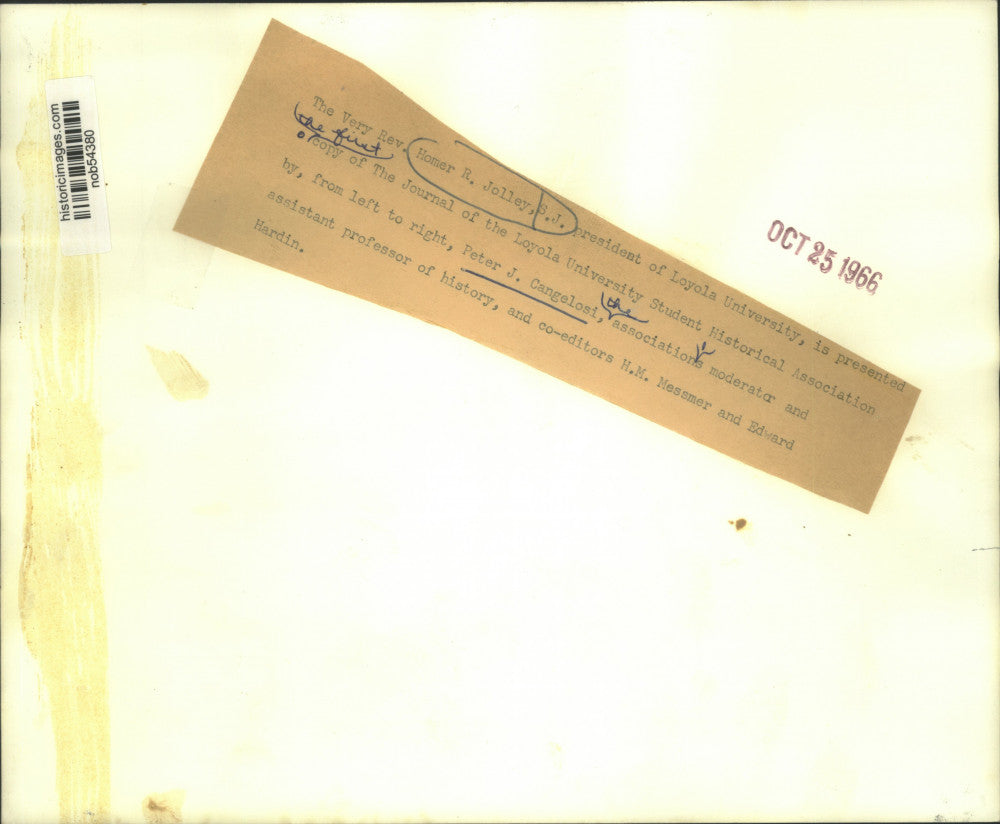 historicimages.com
nob54380
The Very Rev. Homer R. Jolley, S.J. president of Loyola University, is presented
the first
copy of The Journal of the Loyola University Student Historical Association
by, from left to right, Peter J. Cangelosi, the associations' moderator and
assistant professor of history, and co-editors H.M. Messmer and Edward
Hardin.
OCT 25 1966